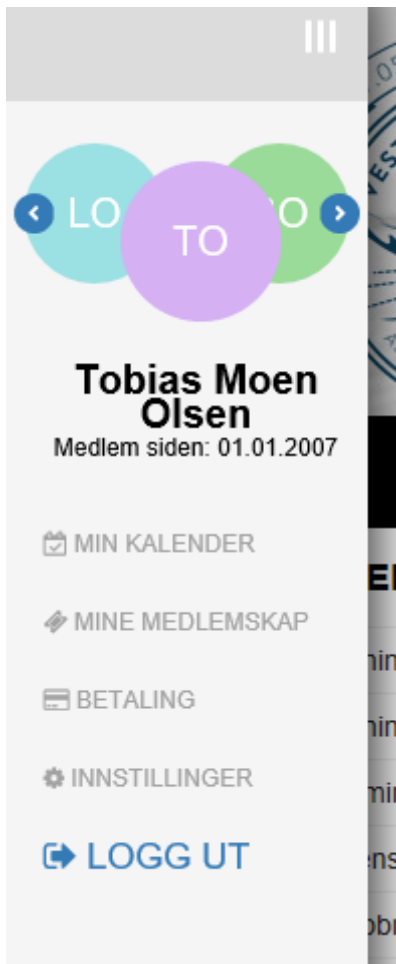 LO
TO
Tobias Moen
Olsen
Medlem siden: 01.01.2007
MIN KALENDER
MINE MEDLEMSKAP
BETALING
INNSTILLINGER
LOGG UT